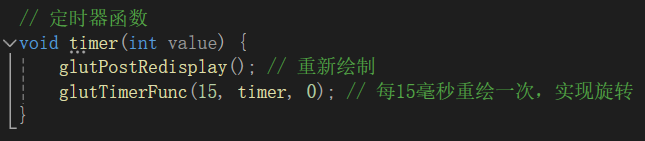 // 定时器函数
void timer(int value) {
glutPostRedisplay(); // 重新绘制
glutTimerFunc(15, timer, 0); // 每15毫秒重绘一次，实现旋转
}